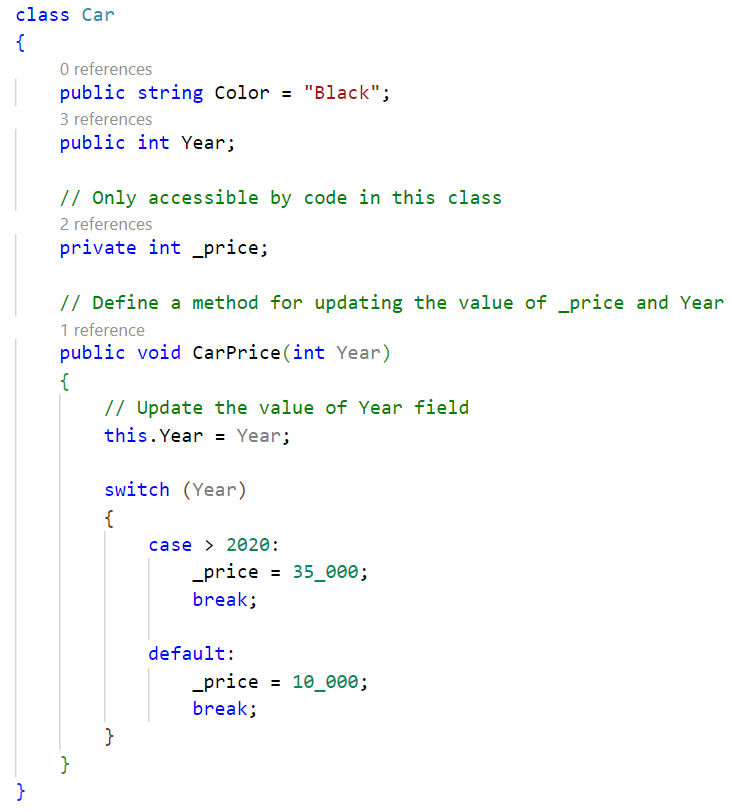 class Car
{
0 references
public string Color = "Black";
3 references
public int Year;
// Only accessible by code in this class
2 references
private int _price;
// Define a method for updating the value of _price and Year
1 reference
public void CarPrice(int Year)
{
// Update the value of Year field
this.Year = Year;
switch (Year)
{
case > 2020:
_price = 35_000;
break;
default:
_price = 10_000;
break;
}
}
}